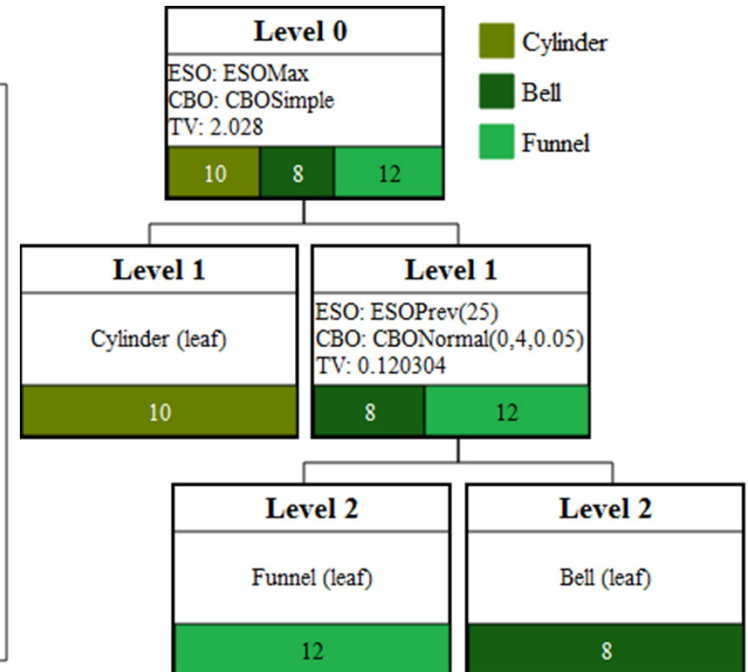 Level 0
ESO: ESOMax
CBO: CBOSimple
TV: 2.028
10 8 12
Cylinder
Bell
Funnel
Level 1
Cylinder (leaf)
10
Level 1
ESO: ESOPrev(25)
CBO: CBONormal(0,4,0.05)
TV: 0.120304
8 12
Level 2
Funnel (leaf)
12
Level 2
Bell (leaf)
8